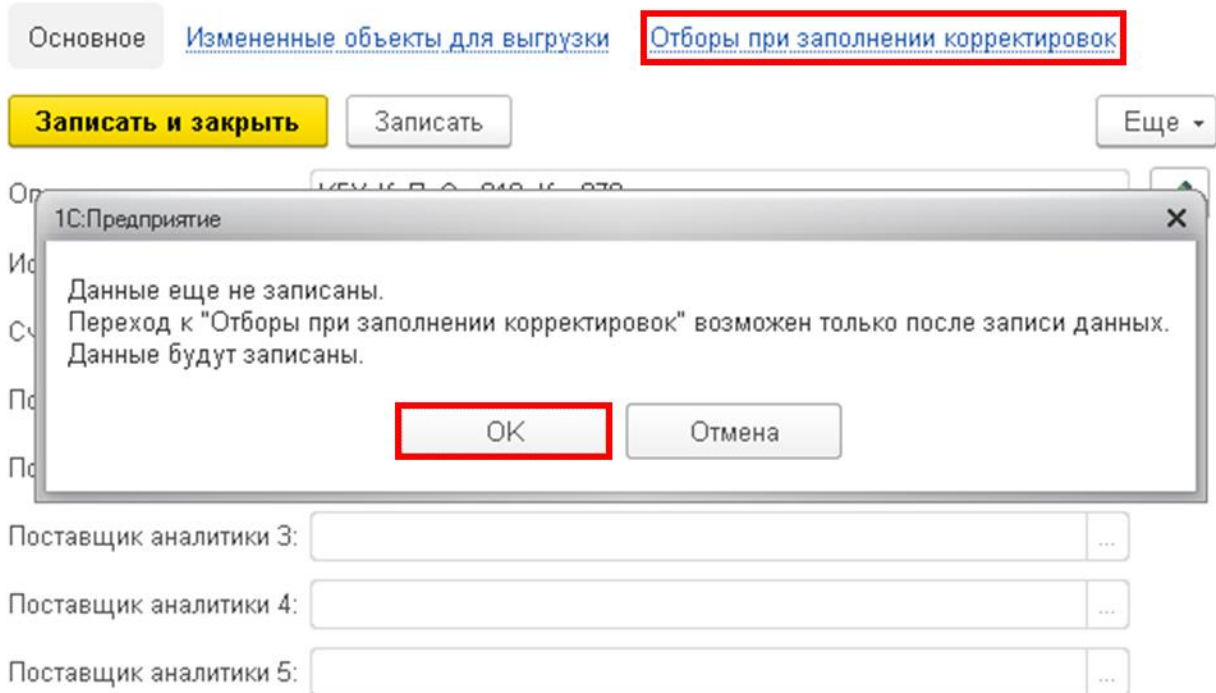 Основное Измененные объекты для выгрузки Отборы при заполнении корректировок
Записать и закрыть Записать Еще
1С:Предприятие
Данные еще не записаны.
Переход к "Отборы при заполнении корректировок" возможен только после записи данных.
Данные будут записаны.
ОК Отмена
Поставщик аналитики 3: ...
Поставщик аналитики 4: ...
Поставщик аналитики 5: ...